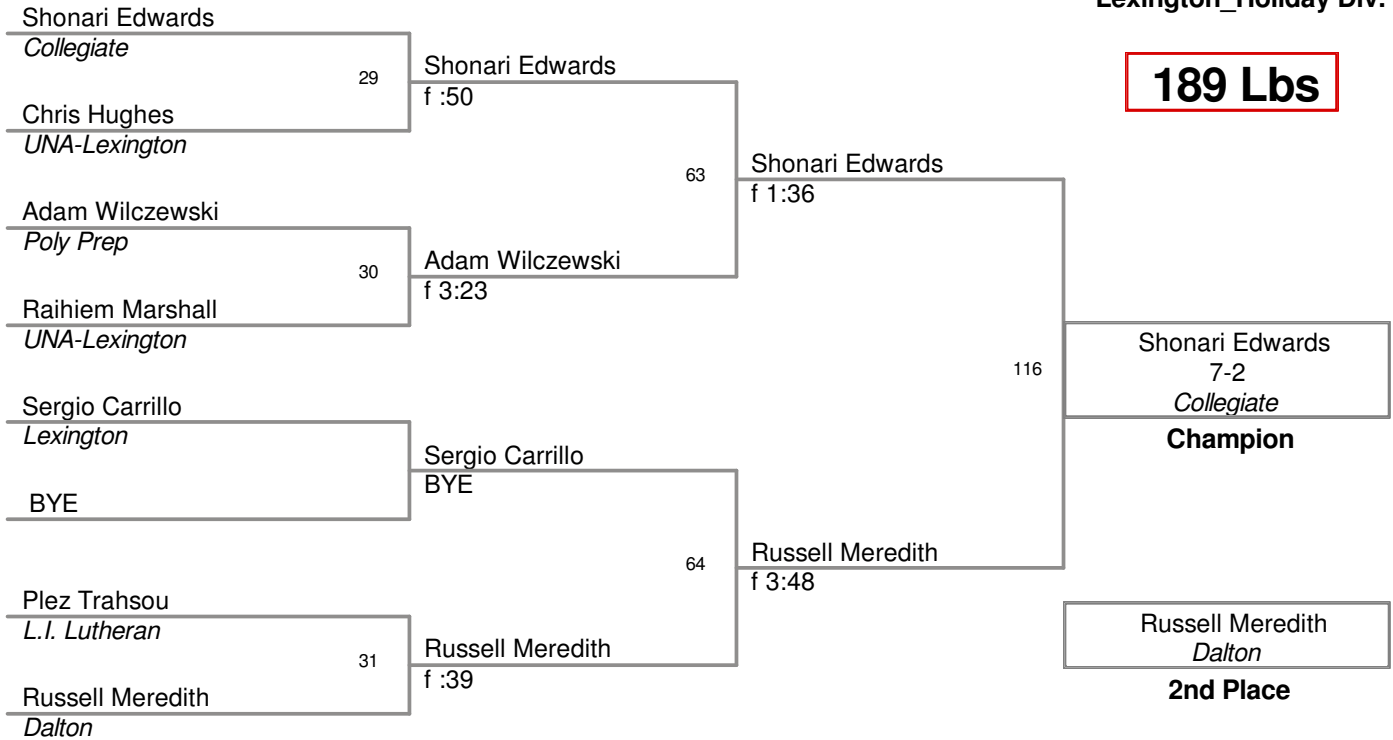 Lexington_Holiday Div.
189 Lbs
Shonari Edwards
Collegiate
29
Chris Hughes
UNA-Lexington
Adam Wilczewski
Poly Prep
30
Raihiem Marshall
UNA-Lexington
Sergio Carrillo
Lexington
BYE
Plez Trahsou
L.I. Lutheran
31
Russell Meredith
Dalton
Shonari Edwards
f :50
63
Adam Wilczewski
f 3:23
Sergio Carrillo
BYE
64
Russell Meredith
f :39
Shonari Edwards
f 1:36
116
Russell Meredith
f 3:48
Shonari Edwards
7-2
Collegiate
Champion
Russell Meredith
Dalton
2nd Place